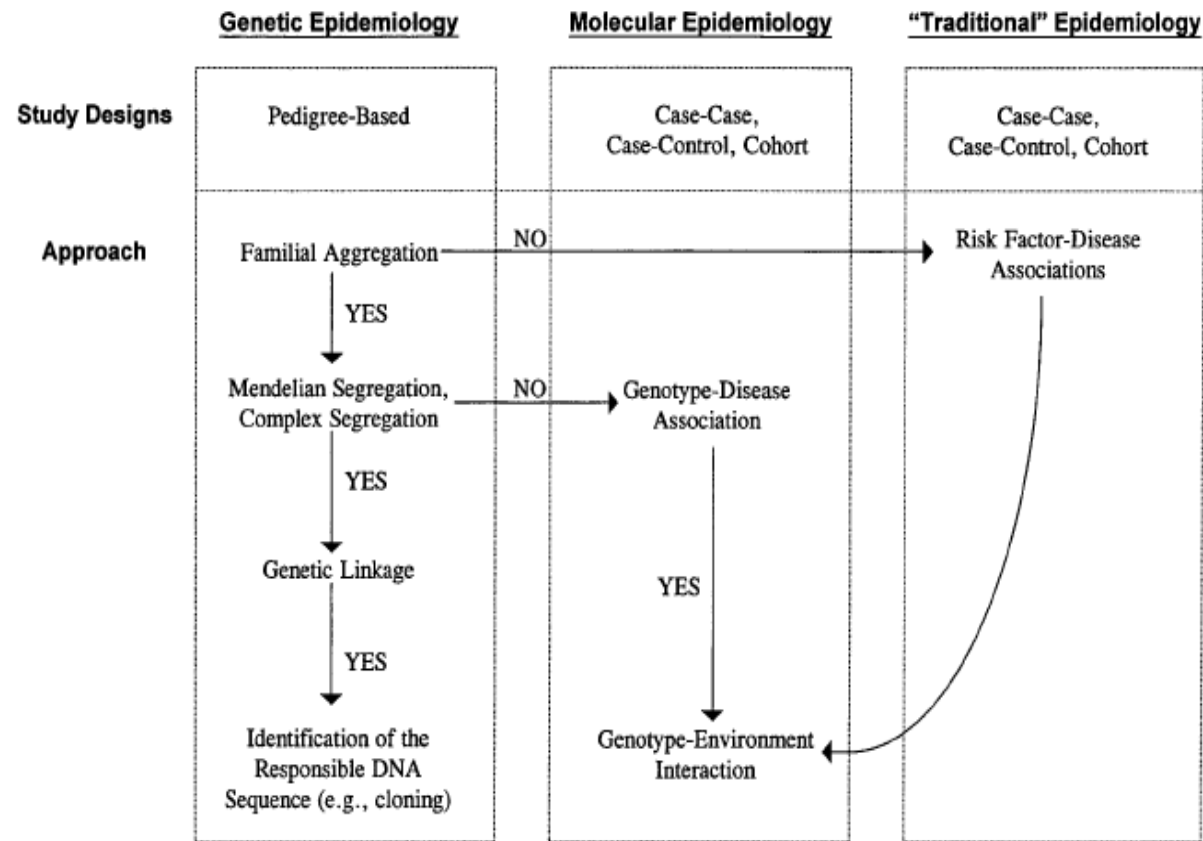 Genetic Epidemiology
Molecular Epidemiology
“Traditional” Epidemiology
Study Designs
Pedigree-Based
Case-Case,
Case-Control, Cohort
Case-Case,
Case-Control, Cohort
Approach
Familial Aggregation
NO
Risk Factor-Disease
Associations
YES
Mendelian Segregation,
Complex Segregation
NO
Genotype-Disease
Association
YES
Genetic Linkage
YES
YES
Identification of the
Responsible DNA
Sequence (e.g., cloning)
Genotype-Environment
Interaction